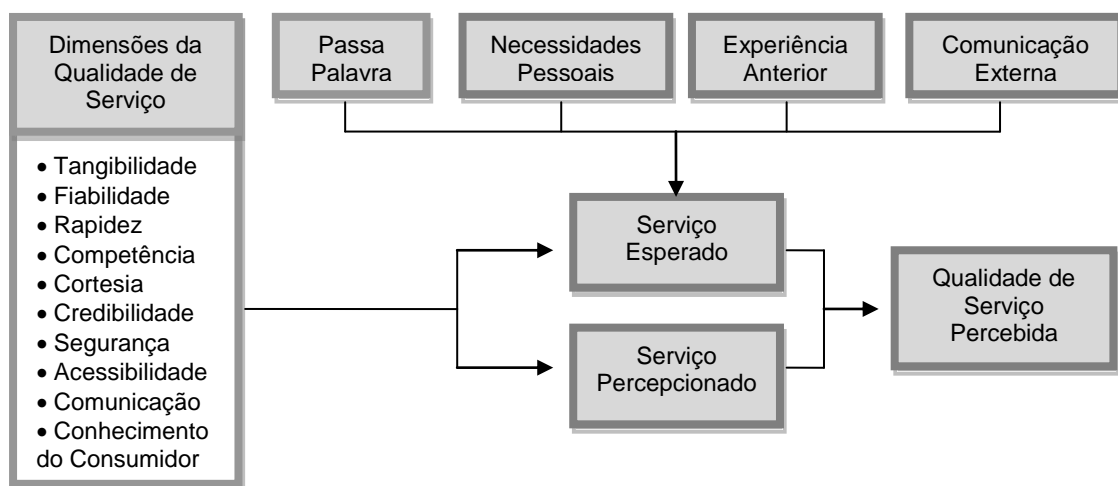 Dimensões da
Qualidade de
Serviço
• Tangibilidade
• Fiabilidade
• Rapidez
• Competência
• Cortesia
• Credibilidade
• Segurança
• Acessibilidade
• Comunicação
• Conhecimento
do Consumidor
Passa
Palavra
Necessidades
Pessoais
Experiência
Anterior
Comunicação
Externa
Serviço
Esperado
Serviço
Percepcionado
Qualidade de
Serviço
Percebida